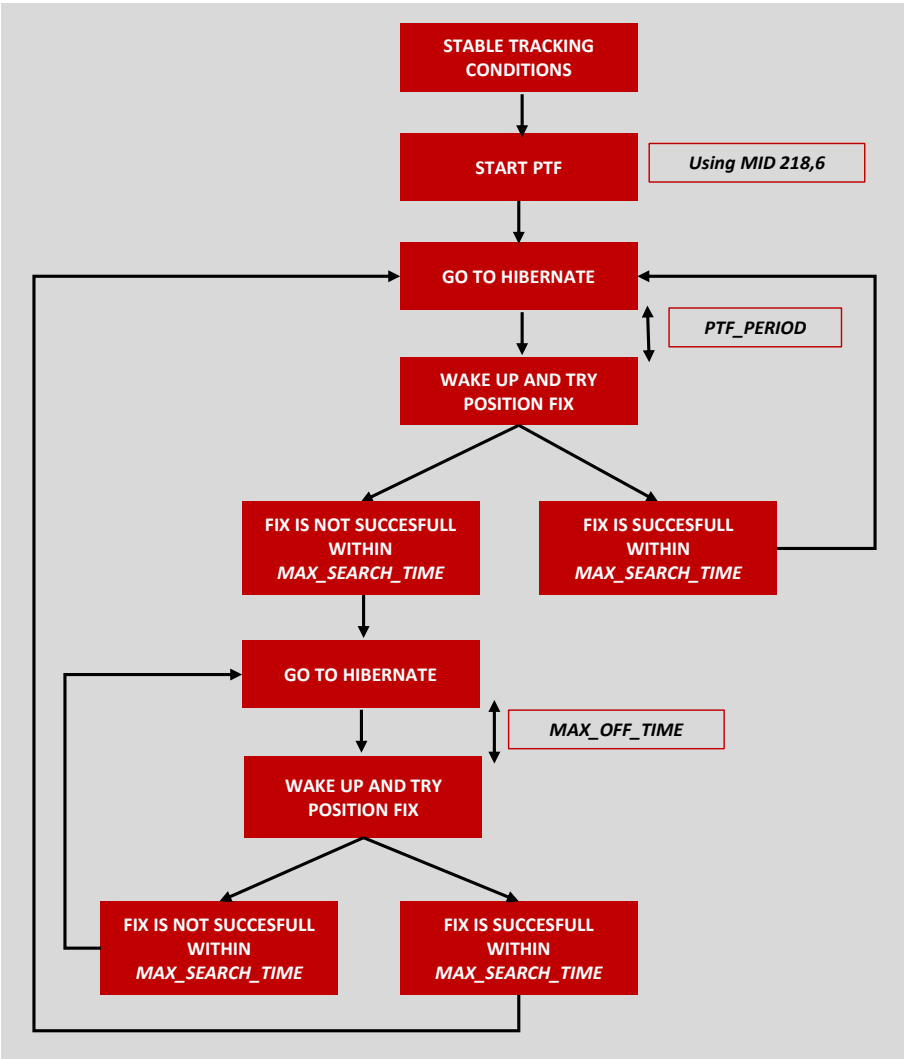 STABLE TRACKING
CONDITIONS
START PTF
Using MID 218,6
GO TO HIBERNATE
PTF_PERIOD
WAKE UP AND TRY
POSITION FIX
FIX IS NOT SUCCESFULL
WITHIN
MAX_SEARCH_TIME
FIX IS SUCCESFULL
WITHIN
MAX_SEARCH_TIME
GO TO HIBERNATE
MAX_OFF_TIME
WAKE UP AND TRY
POSITION FIX
FIX IS NOT SUCCESFULL
WITHIN
MAX_SEARCH_TIME
FIX IS SUCCESFULL
WITHIN
MAX_SEARCH_TIME